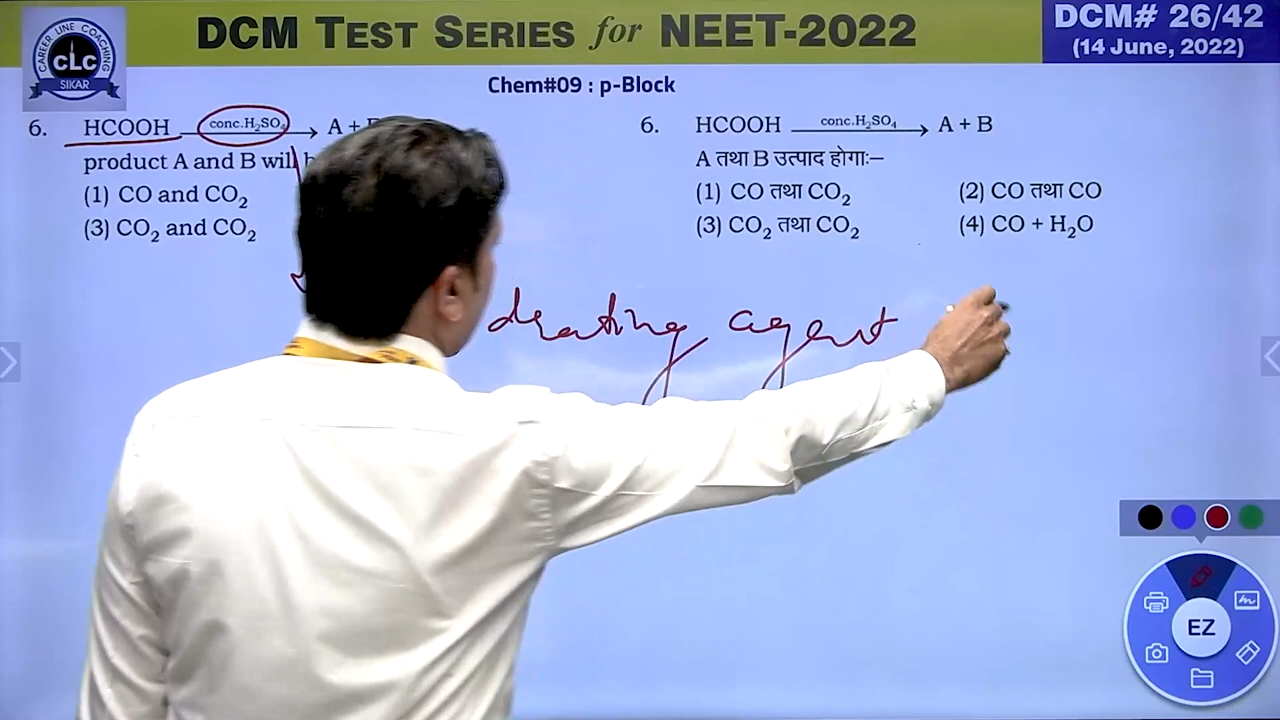 CAREER LINE COACHING
CLC
SIKAR
DCM TEST SERIES for NEET-2022
DCM# 26/42
(14 June, 2022)
Chem#09 : p-Block
6. HCOOH conc.H₂SO₄ → A +
product A and B will
(1) CO and CO₂
(3) CO₂ and CO₂
6. HCOOH conc.H₂SO₄ → A + B
A तथा B उत्पाद होगाः–
(1) CO तथा CO₂ (2) CO तथा CO
(3) CO₂ तथा CO₂ (4) CO + H₂O
drating agent
EZ